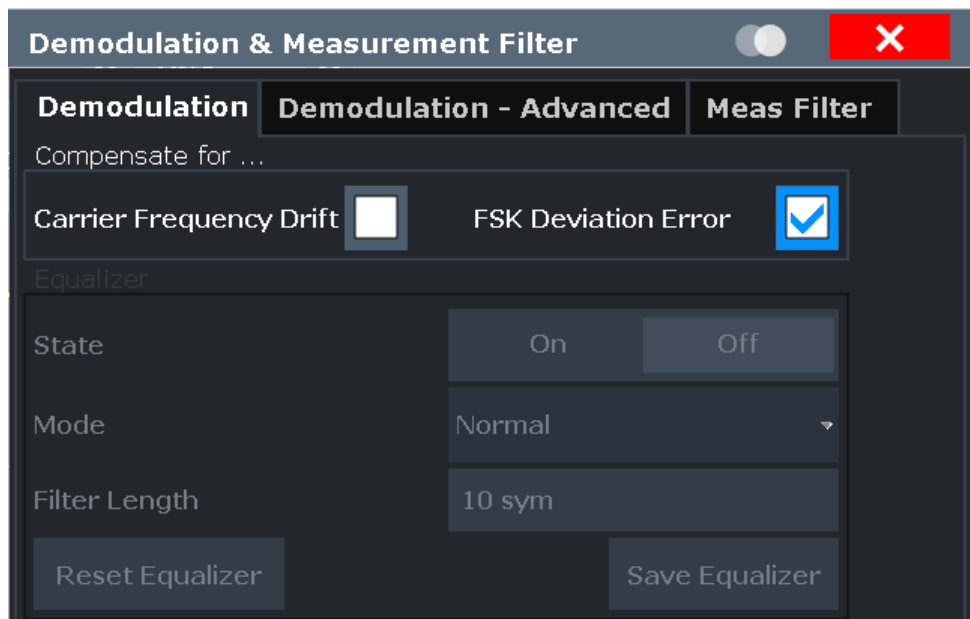 Demodulation & Measurement Filter
Demodulation Demodulation - Advanced Meas Filter
Compensate for ...
Carrier Frequency Drift FSK Deviation Error
Equalizer
State On Off
Mode Normal
Filter Length 10 sym
Reset Equalizer Save Equalizer